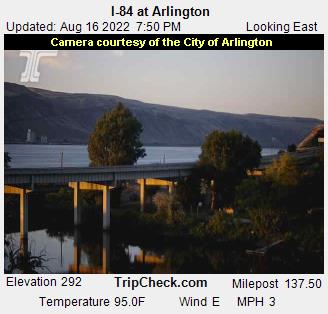 I-84 at Arlington
Updated: Aug 16 2022 7:50 PM Looking East
Camera courtesy of the City of Arlington
Elevation 292 TripCheck.com Milepost 137.50
Temperature 95.0F Wind E MPH 3